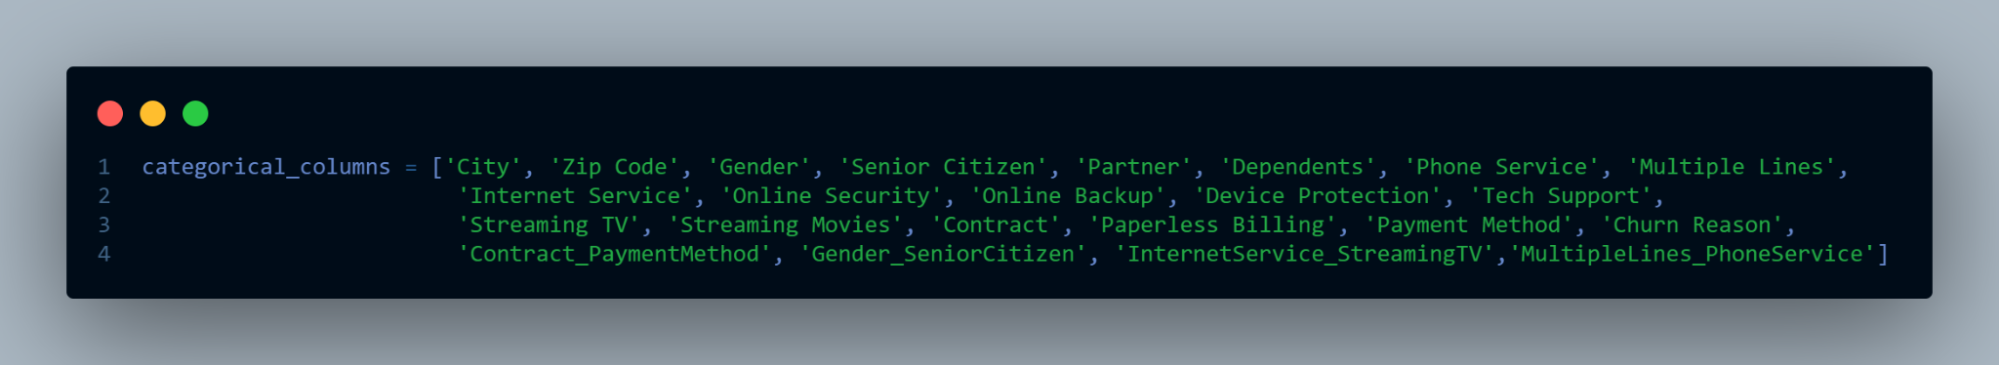 1 categorical_columns = ['City', 'Zip Code', 'Gender', 'Senior Citizen', 'Partner', 'Dependents', 'Phone Service', 'Multiple Lines',
2 'Internet Service', 'Online Security', 'Online Backup', 'Device Protection', 'Tech Support',
3 'Streaming TV', 'Streaming Movies', 'Contract', 'Paperless Billing', 'Payment Method', 'Churn Reason',
4 'Contract_PaymentMethod', 'Gender_SeniorCitizen', 'InternetService_StreamingTV','MultipleLines_PhoneService']